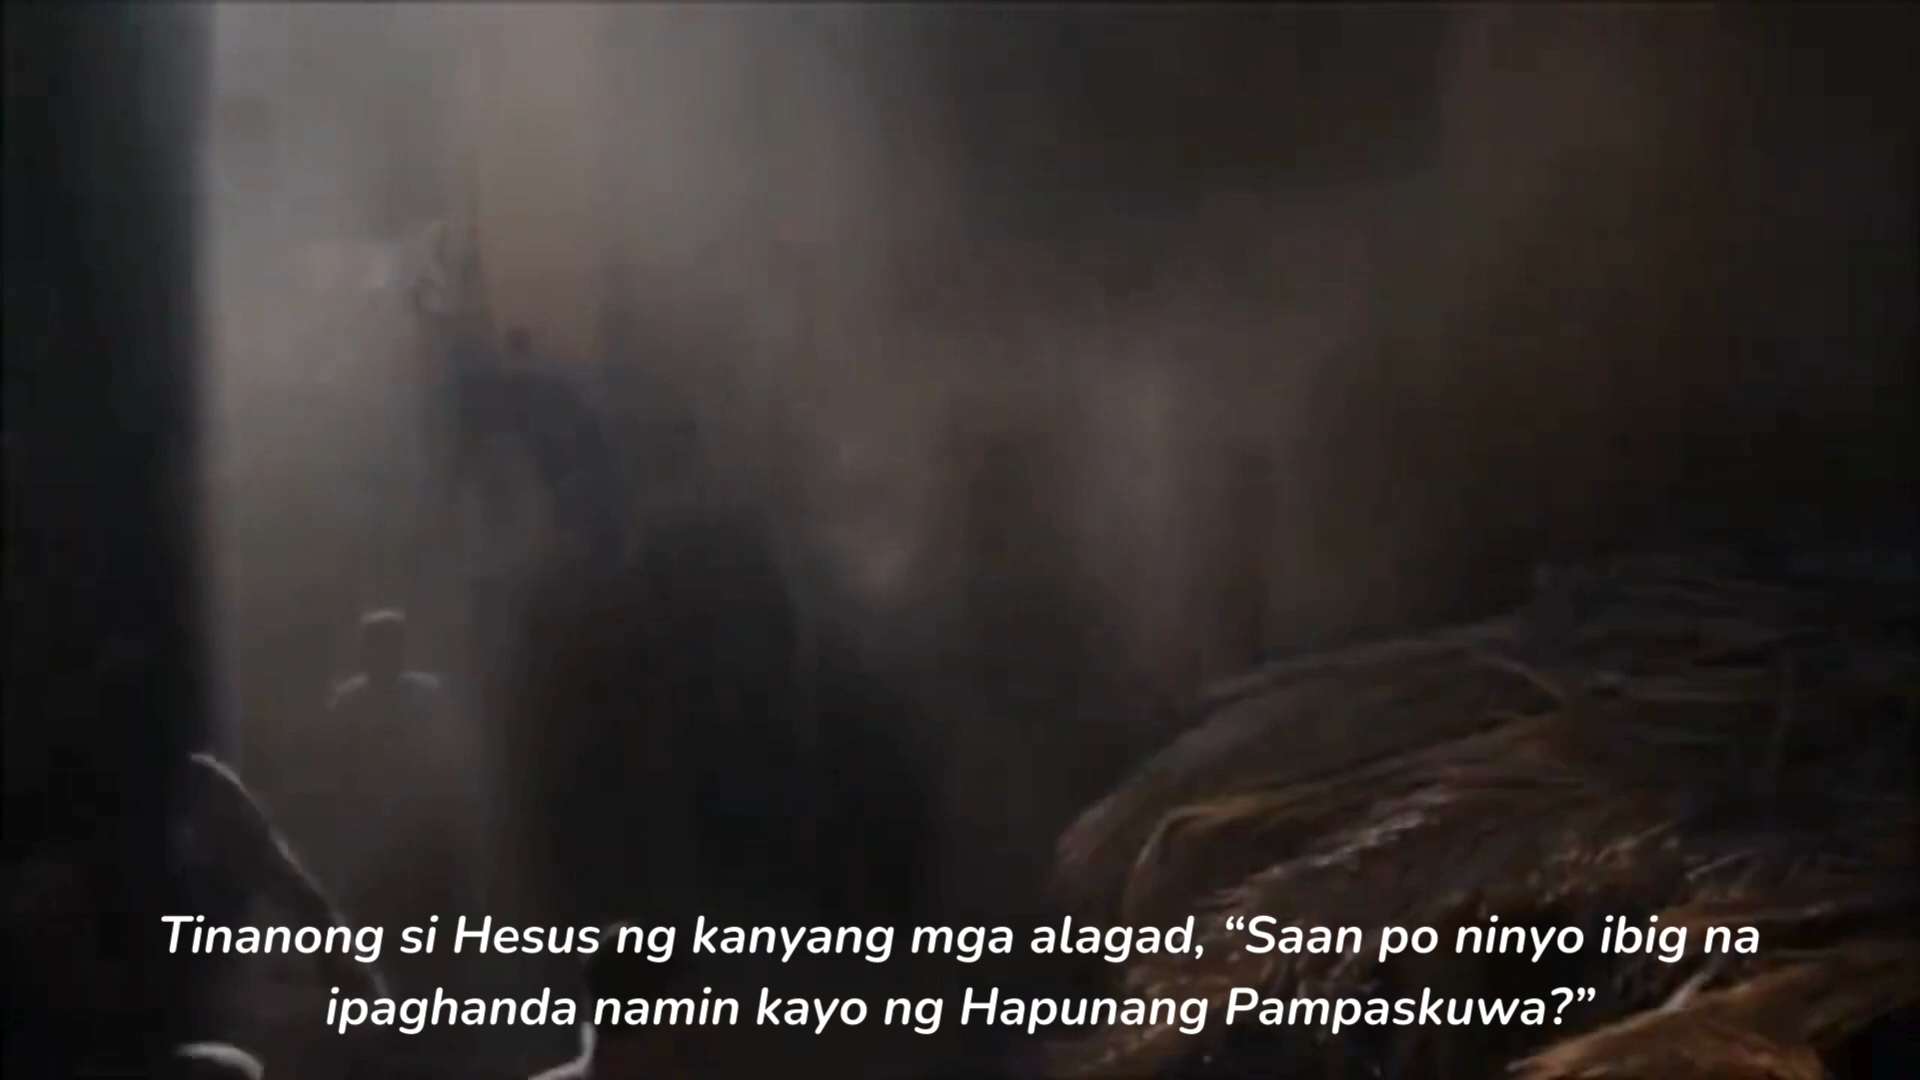 Tinanong si Hesus ng kanyang mga alagad, “Saan po ninyo ibig na
ipaghanda namin kayo ng Hapunang Pampaskuwa?”